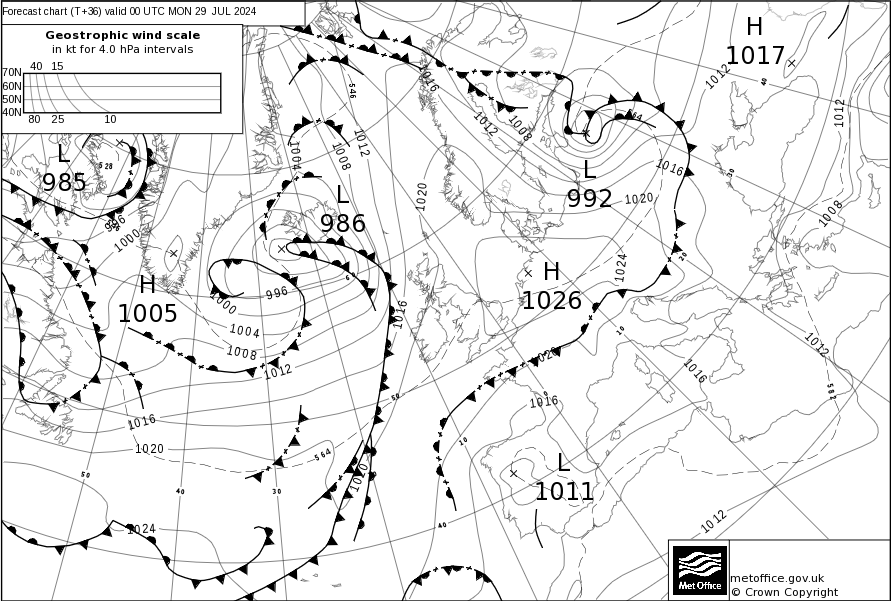 Forecast chart (T+36) valid 00 UTC MON 29 JUL 2024
Geostrophic wind scale
in kt for 4.0 hPa intervals
40 15
70N
60N
50N
40N
80 25 10
H
1017
L
985
L
986
L
992
H
1005
H
1026
L
1011
546
528
564
582
1016
1012
1008
1004
1012
1008
1012
1012
1016
1020
1020
1008
1000
996
1000
1004
1008
1012
1016
1024
1012
1016
1016
1020
564
1020
1024
1016
1012
40
30
20
10
50
40
30
50
40
10
Met Office
metoffice.gov.uk
© Crown Copyright